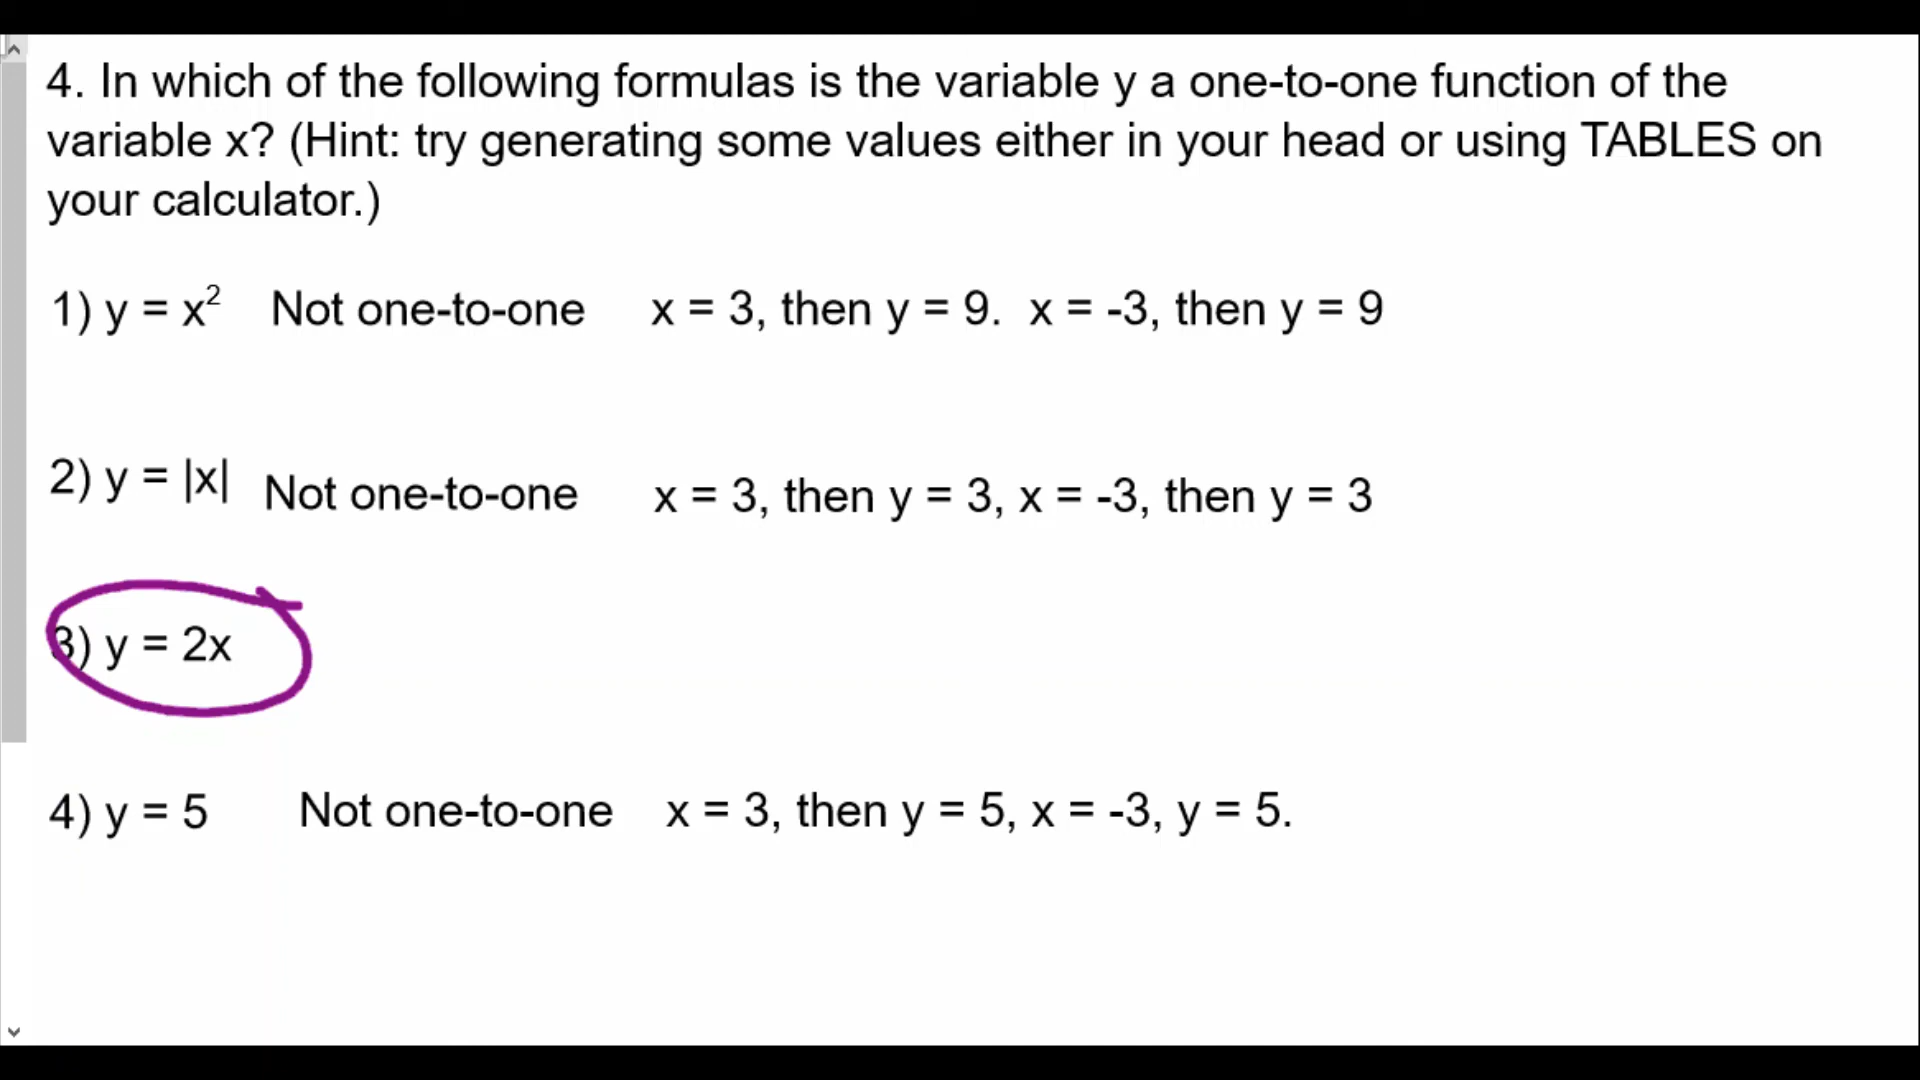 4. In which of the following formulas is the variable y a one-to-one function of the
variable x? (Hint: try generating some values either in your head or using TABLES on
your calculator.)
1) y = x² Not one-to-one x = 3, then y = 9. x = -3, then y = 9
2) y = |x| Not one-to-one x = 3, then y = 3, x = -3, then y = 3
3) y = 2x
4) y = 5 Not one-to-one x = 3, then y = 5, x = -3, y = 5.